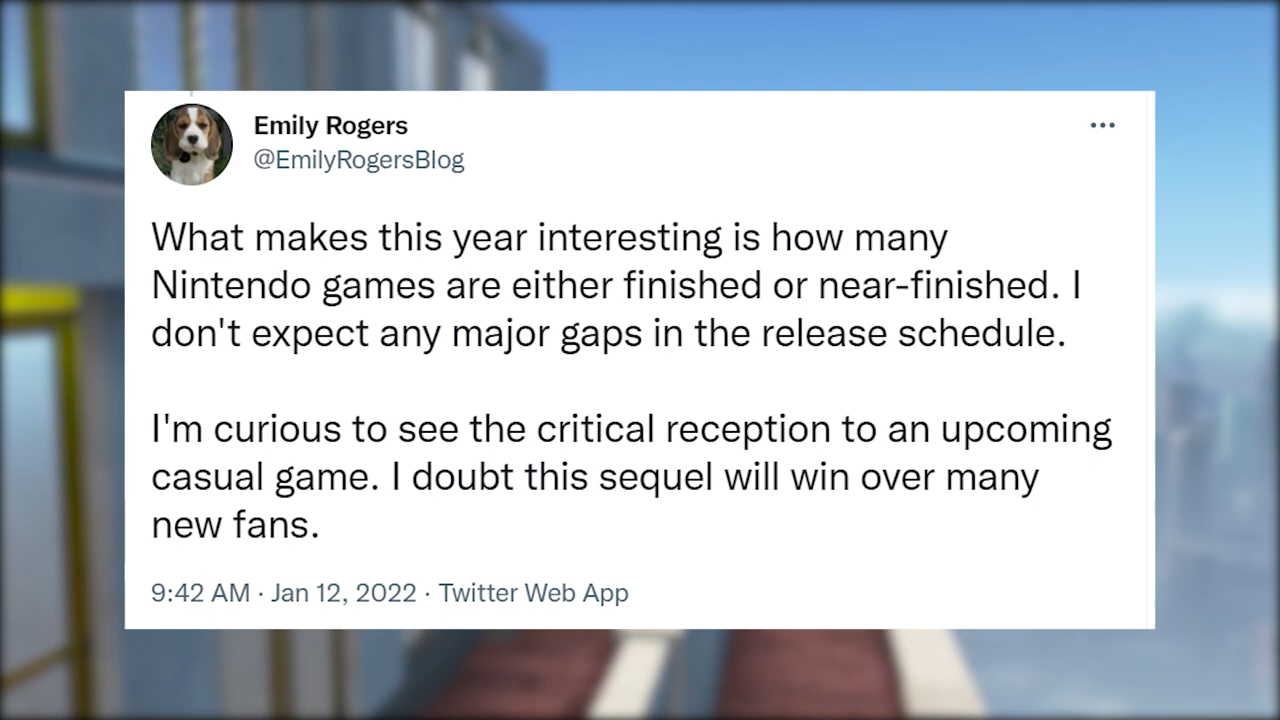 Emily Rogers
@EmilyRogersBlog
What makes this year interesting is how many
Nintendo games are either finished or near-finished. I
don't expect any major gaps in the release schedule.
I'm curious to see the critical reception to an upcoming
casual game. I doubt this sequel will win over many
new fans.
9:42 AM · Jan 12, 2022 · Twitter Web App